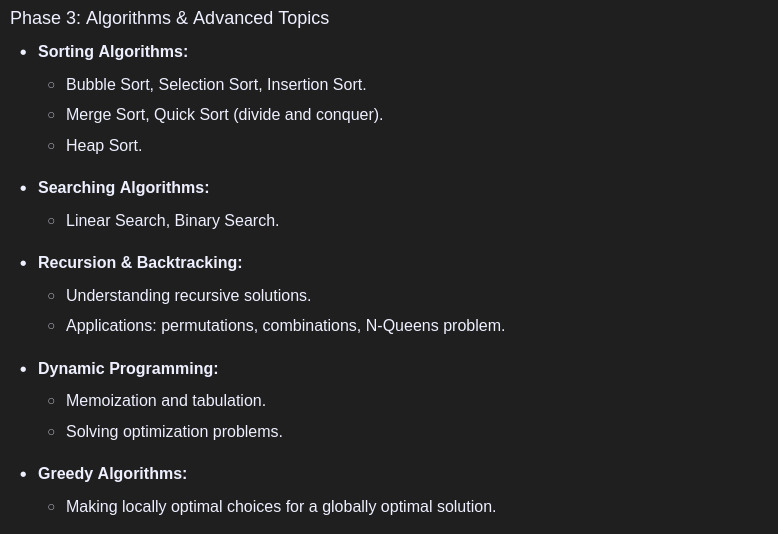 Phase 3: Algorithms & Advanced Topics
• Sorting Algorithms:
○ Bubble Sort, Selection Sort, Insertion Sort.
○ Merge Sort, Quick Sort (divide and conquer).
○ Heap Sort.
• Searching Algorithms:
○ Linear Search, Binary Search.
• Recursion & Backtracking:
○ Understanding recursive solutions.
○ Applications: permutations, combinations, N-Queens problem.
• Dynamic Programming:
○ Memoization and tabulation.
○ Solving optimization problems.
• Greedy Algorithms:
○ Making locally optimal choices for a globally optimal solution.